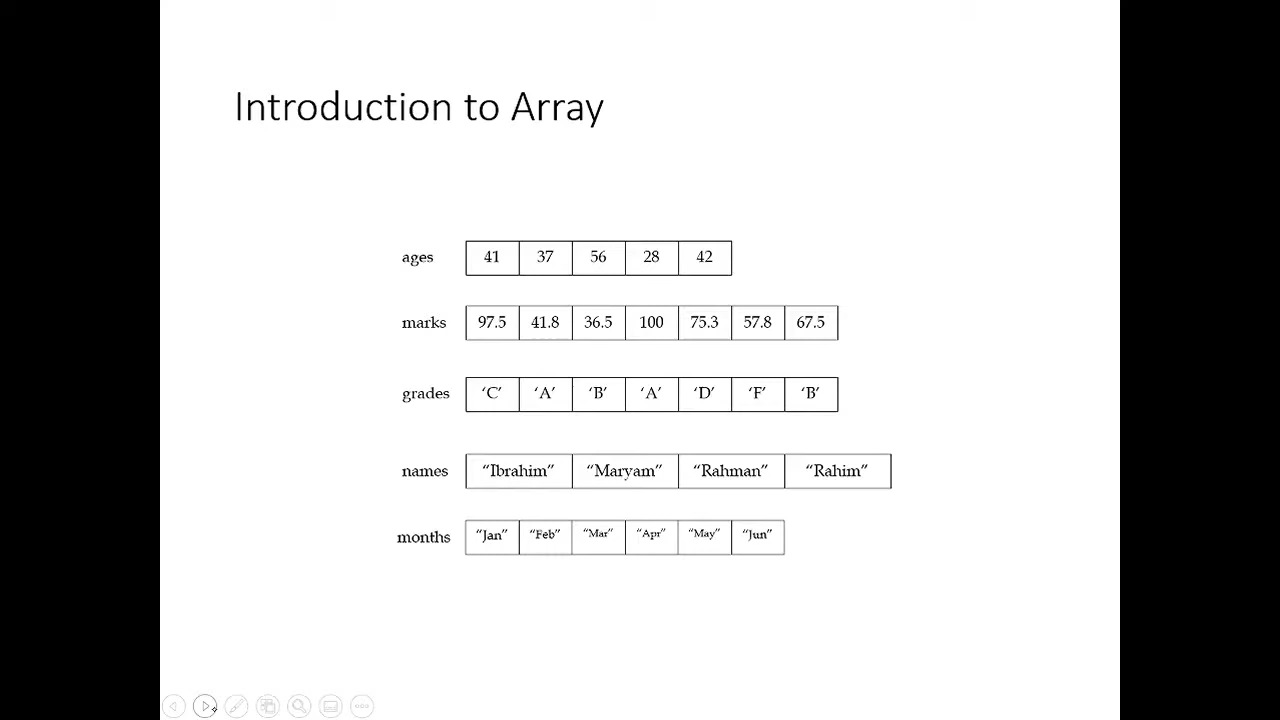 Introduction to Array
ages 41 37 56 28 42
marks 97.5 41.8 36.5 100 75.3 57.8 67.5
grades ‘C’ ‘A’ ‘B’ ‘A’ ‘D’ ‘F’ ‘B’
names “Ibrahim” “Maryam” “Rahman” “Rahim”
months “Jan” “Feb” “Mar” “Apr” “May” “Jun”